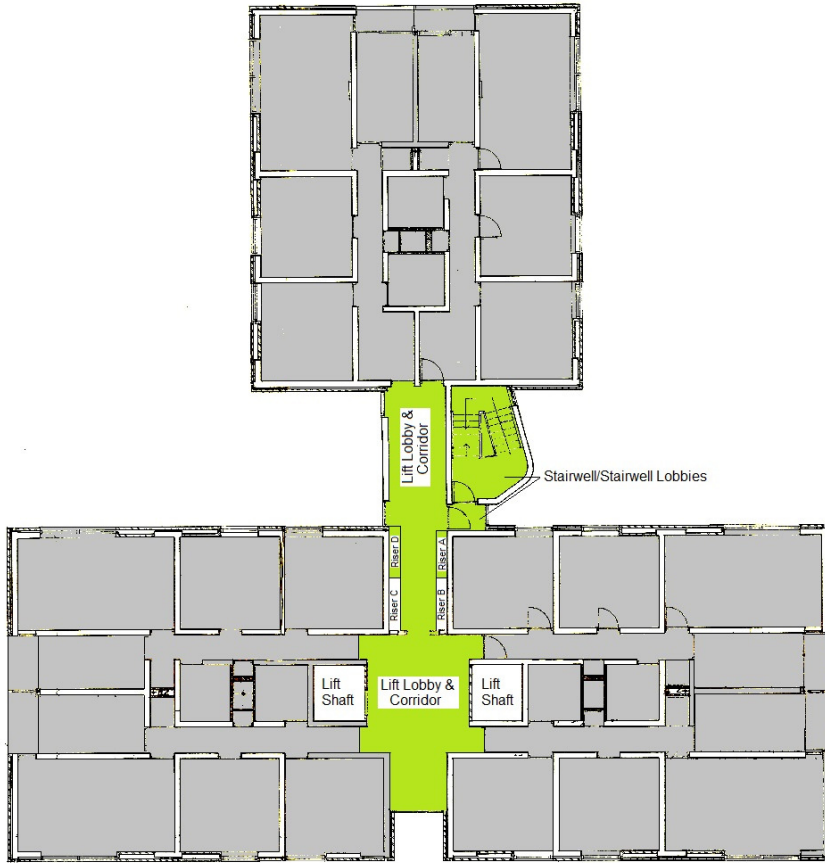 Lift Lobby &
Corridor
Stairwell/Stairwell Lobbies
Riser D
Riser A
Riser C
Riser B
Lift
Shaft
Lift Lobby &
Corridor
Lift
Shaft